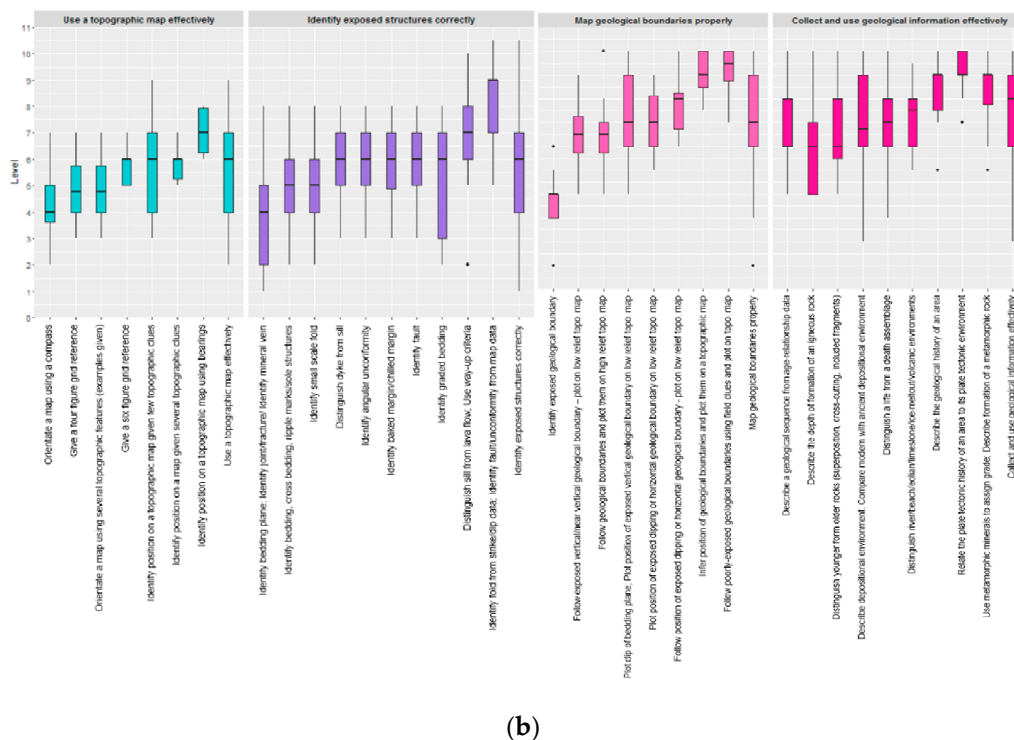 Use a topographic map effectively
Identify exposed structures correctly
Map geological boundaries properly
Collect and use geological information effectively
Level
11
10
9
8
7
6
5
4
3
2
1
0
Orientate a map using a compass
Give a four figure grid reference
Orientate a map using several topographic features (examples given)
Give a six figure grid reference
Identify position on a topographic map given few topographic clues
Identify position on a map given several topographic clues
Identify position on a topographic map using bearings
Use a topographic map effectively
Identify bedding plane; Identify joint/fracture/ Identify mineral vein
Identify bedding, cross bedding, ripple marks/sole structures
Identify small scale fold
Distinguish dyke from sill
Identify angular unconformity
Identify baked margin/chilled margin
Identify fault
Identify graded bedding
Distinguish sill from lava flow; Use way-up criteria
Identify fold from strike/dip data; Identify fault/unconformity from map data
Identify exposed structures correctly
Identify exposed geological boundary
Follow exposed vertical/near vertical geological boundary – plot on low relief topo map
Follow geological boundaries and plot them on high relief topo map
Plot dip of bedding plane, Plot position of exposed vertical geological boundary on low relief topo map
Plot position of exposed dipping or horizontal geological boundary on low relief topo map
Follow position of exposed dipping or horizontal geological boundary - plot on low relief topo map
Infer position of geological boundaries and plot them on a topographic map
Follow poorly-exposed geological boundaries using field clues and plot on topo map
Map geological boundaries properly
Describe a geological sequence from age-relationship data
Describe the depth of formation of an igneous rock
Distinguish younger form older rocks (superposition, cross-cutting, included fragments)
Describe depositional environment. Compare modern with ancient depositional environment
Distinguish a life from a death assemblage
Distinguish river/beach/eolian/limestone/ice-meltout/volcanic environments
Describe the geological history of an area
Relate the plate tectonic history of an area to its plate tectonic environment
Use metamorphic minerals to assign grade; Describe formation of a metamorphic rock
Collect and use geological information effectively
(b)